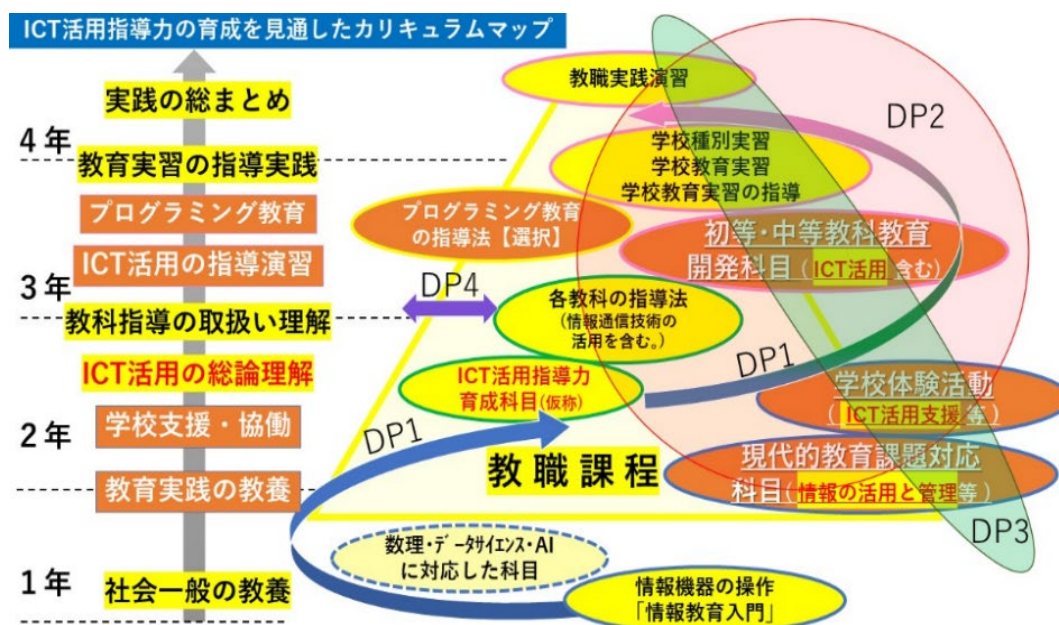 ICT活用指導力の育成を見通したカリキュラムマップ
実践の総まとめ
4年
教育実習の指導実践
プログラミング教育
ICT活用の指導演習
3年
教科指導の取扱い理解
ICT活用の総論理解
2年
学校支援・協働
教育実践の教養
1年
社会一般の教養
教職実践演習
DP2
学校種別実習
学校教育実習
学校教育実習の指導
プログラミング教育
の指導法【選択】
初等・中等教科教育
開発科目(ICT活用 含む)
DP4
各教科の指導法
(情報通信技術の
活用を含む。)
DP1
ICT活用指導力
育成科目(仮称)
学校体験活動
(ICT活用支援等)
DP1
教職課程
現代的教育課題対応
科目(情報の活用と管理等)
DP3
数理・ﾃﾞｰﾀサイエンス・AI
に対応した科目
情報機器の操作
「情報教育入門」